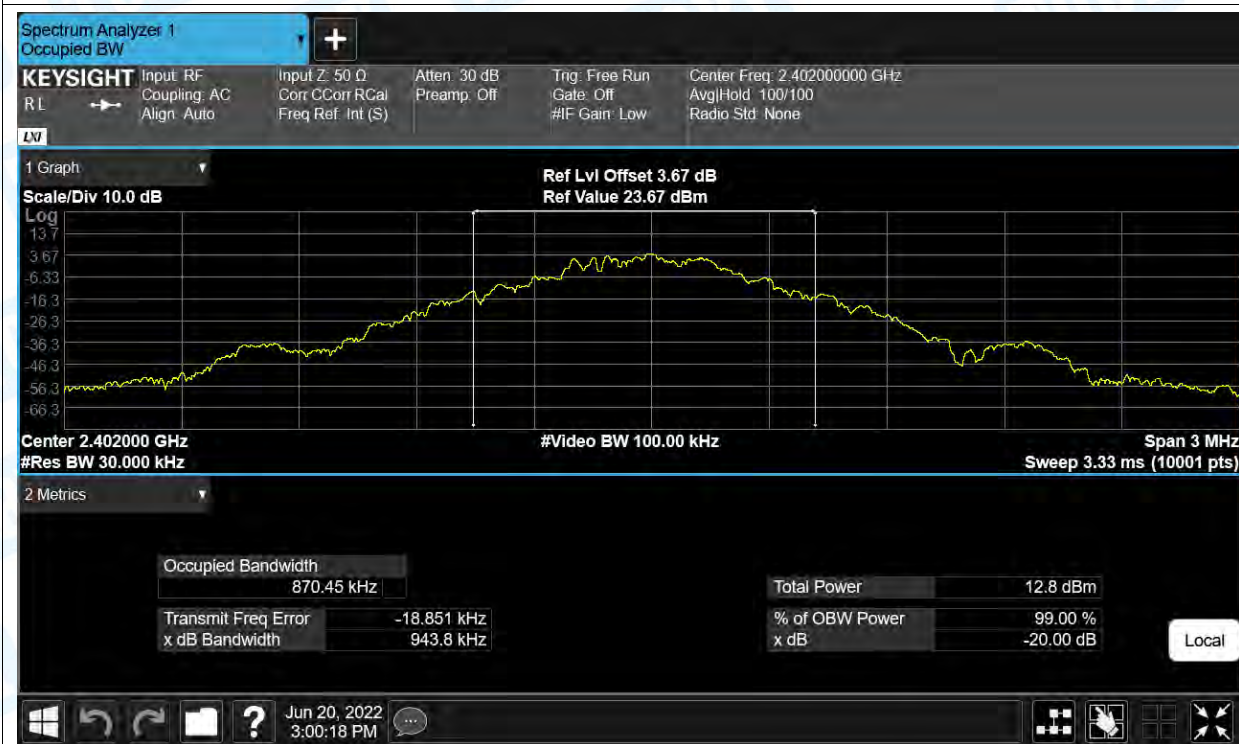 Spectrum Analyzer 1
Occupied BW
+
KEYSIGHT
R L
LXI
Input: RF
Coupling: AC
Align: Auto
Input Z: 50 Ω
Corr CCorr RCal
Freq Ref: Int (S)
Atten: 30 dB
Preamp: Off
Trig: Free Run
Gate: Off
#IF Gain: Low
Center Freq: 2.402000000 GHz
Avg|Hold: 100/100
Radio Std: None
1 Graph
Scale/Div 10.0 dB
Ref Lvl Offset 3.67 dB
Ref Value 23.67 dBm
Log
13.7
3.67
-6.33
-16.3
-26.3
-36.3
-46.3
-56.3
-66.3
Center 2.402000 GHz
#Res BW 30.000 kHz
#Video BW 100.00 kHz
Span 3 MHz
Sweep 3.33 ms (10001 pts)
2 Metrics
Occupied Bandwidth
870.45 kHz
Transmit Freq Error -18.851 kHz
x dB Bandwidth 943.8 kHz
Total Power 12.8 dBm
% of OBW Power 99.00 %
x dB -20.00 dB
Local
?
Jun 20, 2022
3:00:18 PM